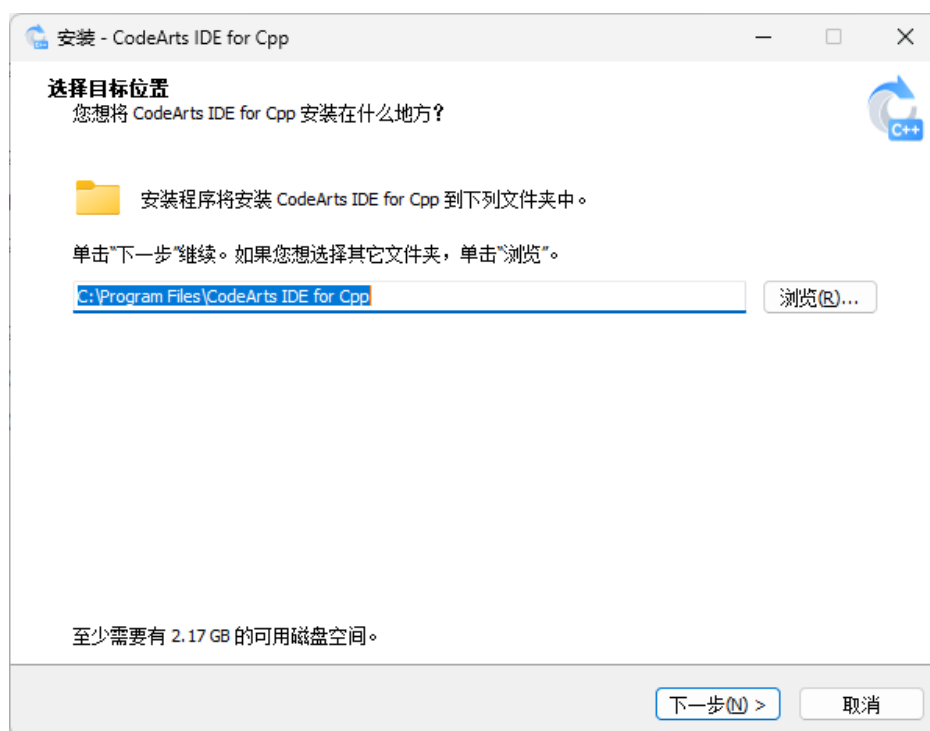 安装 - CodeArts IDE for Cpp
选择目标位置
您想将 CodeArts IDE for Cpp 安装在什么地方?
C++
安装程序将安装 CodeArts IDE for Cpp 到下列文件夹中。
单击"下一步"继续。如果您想选择其它文件夹，单击"浏览"。
C:\Program Files\CodeArts IDE for Cpp
浏览(R)...
至少需要有 2.17 GB 的可用磁盘空间。
下一步(N) >
取消